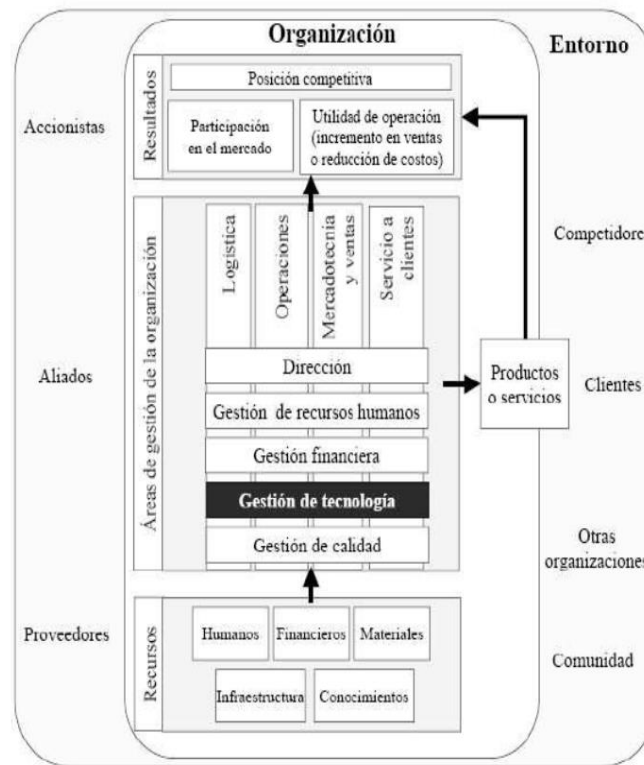 Organización
Entorno
Resultados
Posición competitiva
Participación
en el mercado
Utilidad de operación
(incremento en ventas
o reducción de costos)
Accionistas
Competidore
Áreas de gestión de la organización
Logística
Operaciones
Mercadotecnia
y ventas
Servicio a
clientes
Dirección
Gestión de recursos humanos
Gestión financiera
Gestión de tecnología
Gestión de calidad
Productos
o servicios
Aliados
Clientes
Otras
organizaciones
Proveedores
Comunidad
Recursos
Humanos
Financieros
Materiales
Infraestructura
Conocimientos